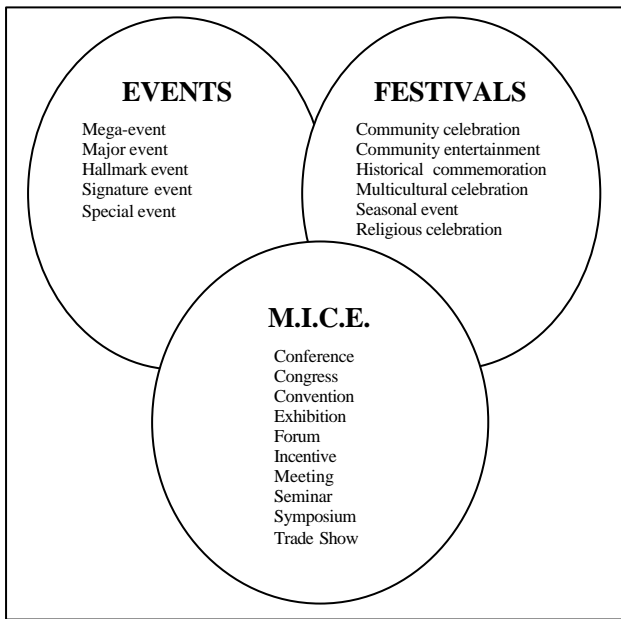 EVENTS
Mega-event
Major event
Hallmark event
Signature event
Special event
FESTIVALS
Community celebration
Community entertainment
Historical commemoration
Multicultural celebration
Seasonal event
Religious celebration
M.I.C.E.
Conference
Congress
Convention
Exhibition
Forum
Incentive
Meeting
Seminar
Symposium
Trade Show